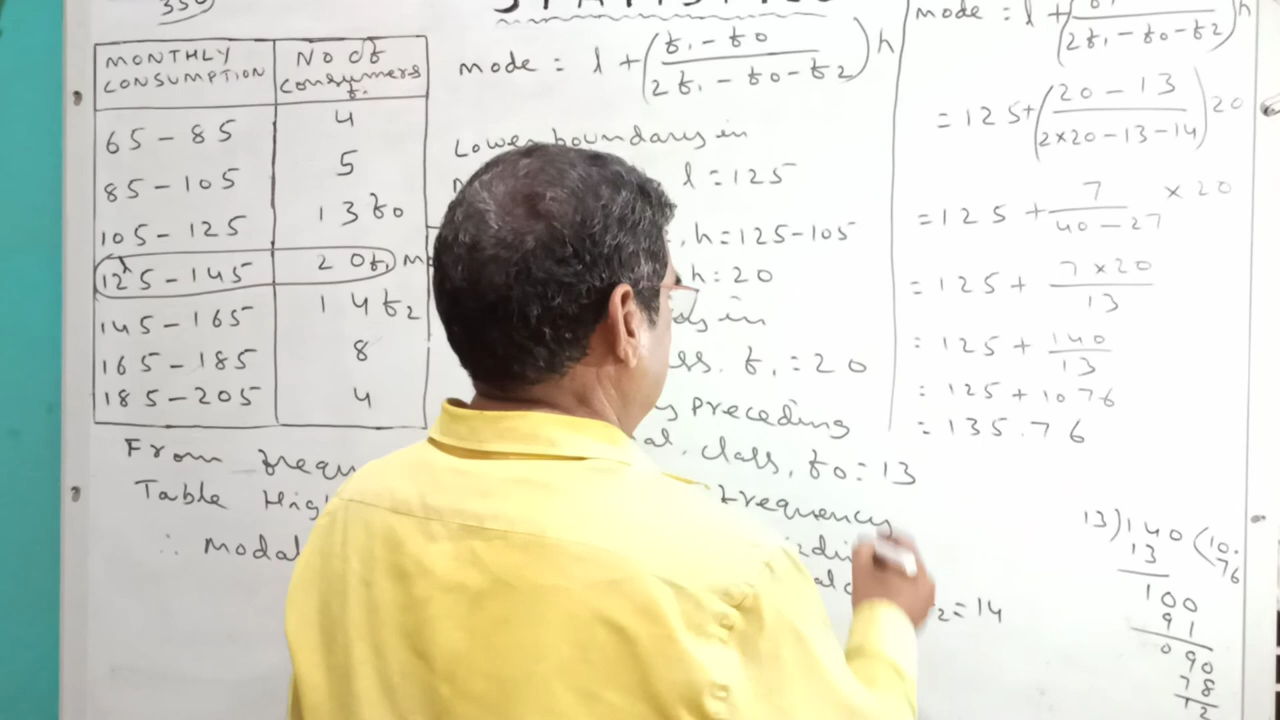 350
STATISTICS
MONTHLY CONSUMPTION
No of consumers f1
65-85 4
85-105 5
105-125 13 f0
125-145 20 f1
145-165 14 f2
165-185 8
185-205 4
From
Table
∴ modal
mode = l + (f1 - f0 / 2f1 - f0 - f2) h
Lower boundary in
l = 125
, h = 125-105
h = 20
in
f1 = 20
preceding
class, f0 = 13
Frequency
2 = 14
mode = l + ( / 2f1 - f0 - f2) h
= 125 + (20 - 13 / 2×20 - 13 - 14) 20
= 125 + 7 / 40 - 27 × 20
= 125 + 7×20 / 13
= 125 + 140 / 13
= 125 + 10 76
= 135.76
13)140(10.76
13
100
91
090
78
12